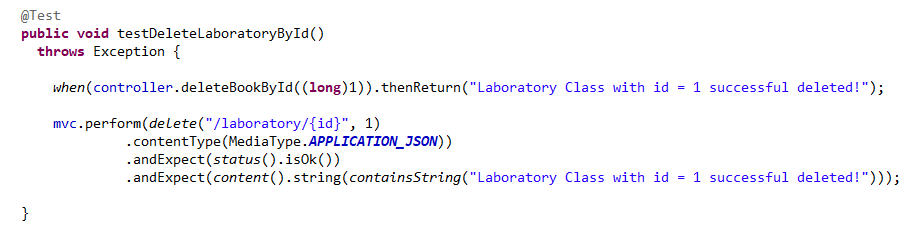 @Test
public void testDeleteLaboratoryById()
throws Exception {
when(controller.deleteBookById((long)1)).thenReturn("Laboratory Class with id = 1 successful deleted!");
mvc.perform(delete("/laboratory/{id}", 1)
.contentType(MediaType.APPLICATION_JSON))
.andExpect(status().isOk())
.andExpect(content().string(containsString("Laboratory Class with id = 1 successful deleted!")));
}